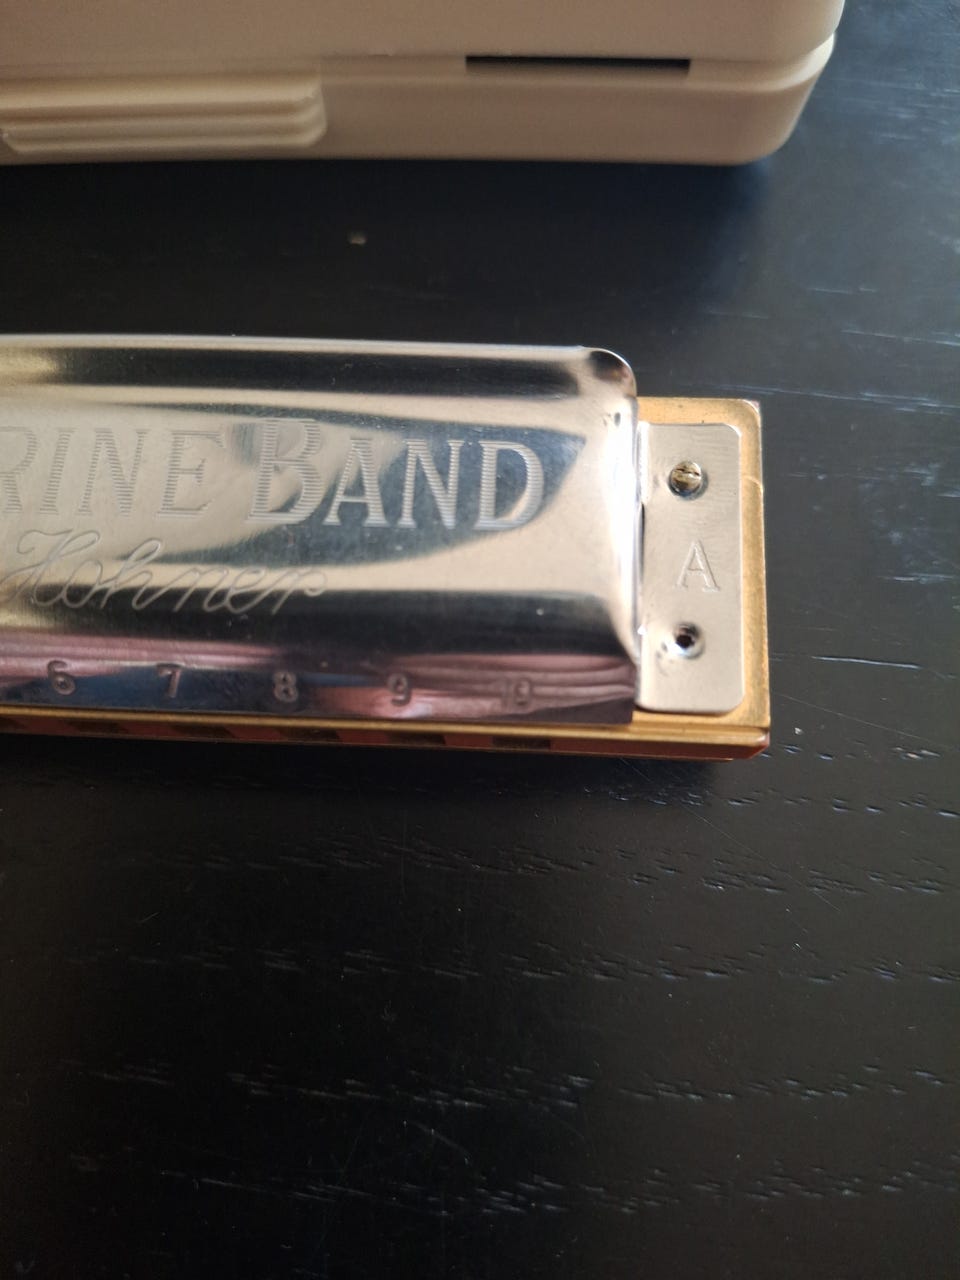 RINE BAND
Hohner
A
6 7 8 9 10